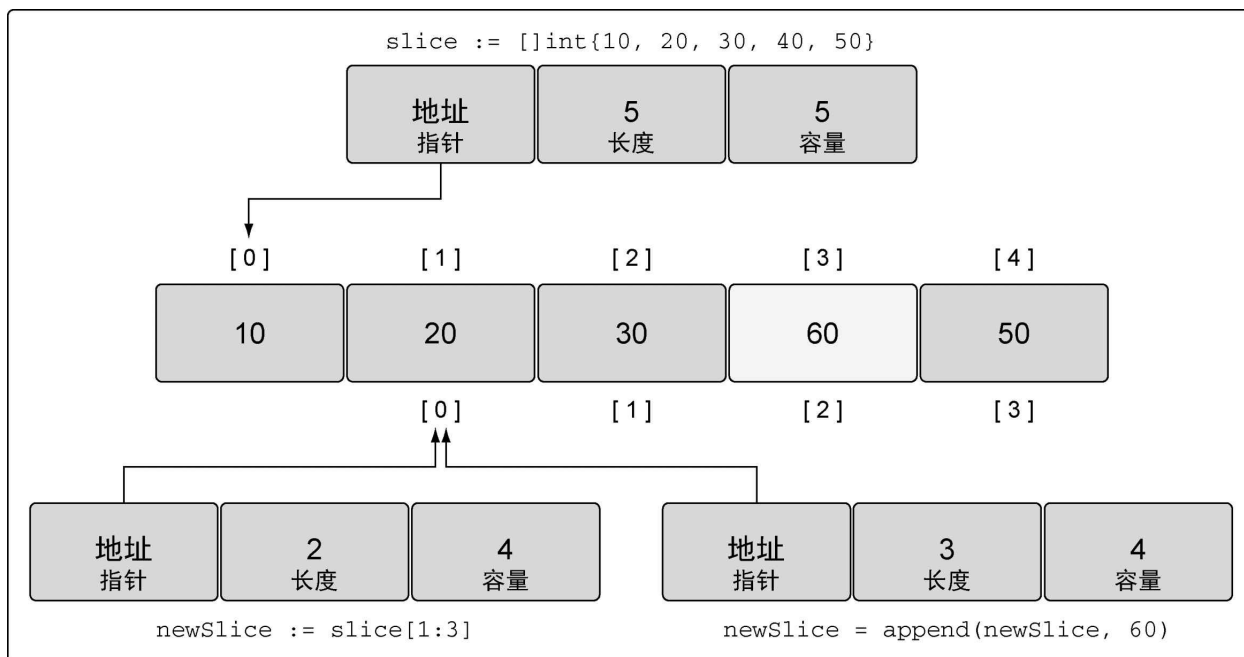 slice := []int{10, 20, 30, 40, 50}
地址 5 5
指针 长度 容量
[0] [1] [2] [3] [4]
10 20 30 60 50
[0] [1] [2] [3]
地址 2 4 地址 3 4
指针 长度 容量 指针 长度 容量
newSlice := slice[1:3] newSlice = append(newSlice, 60)